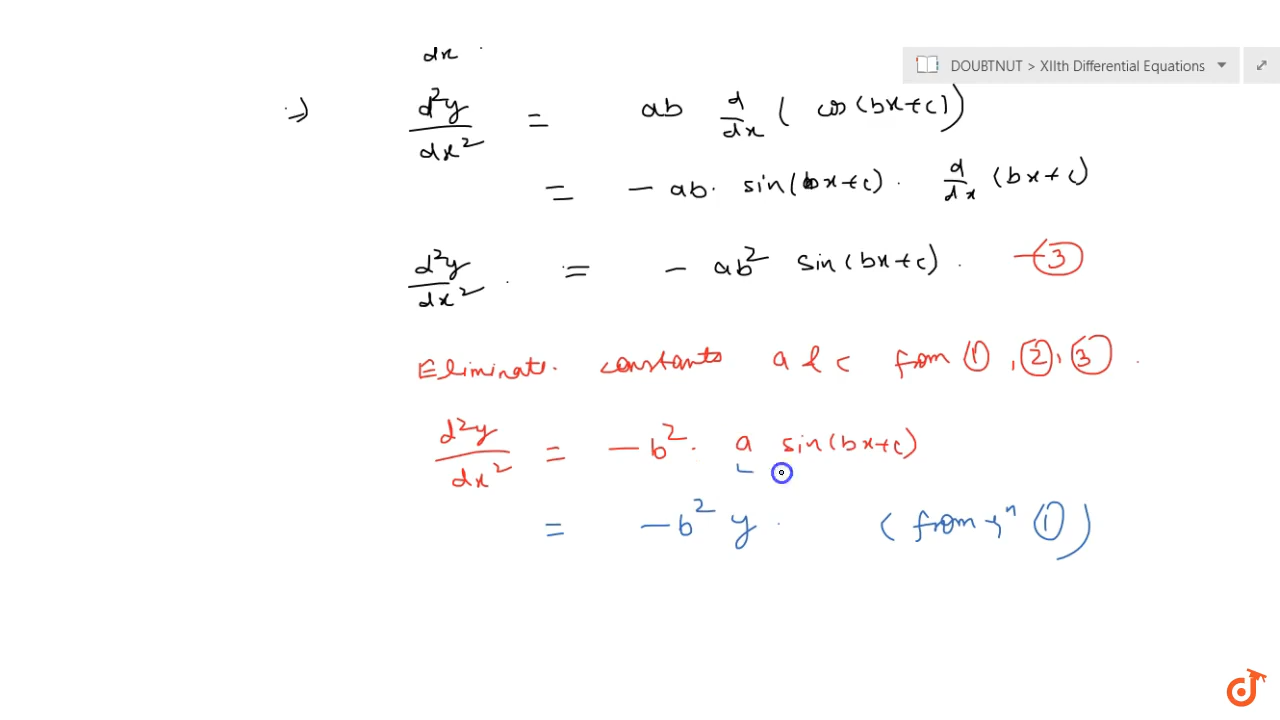 dx
DOUBTNUT > XIIth Differential Equations
=> d²y/dx² = ab d/dx ( cos(bx+c))
= - ab. sin(bx+c). d/dx (bx+c)
d²y/dx². = - ab² sin(bx+c). -③
Eliminate. constants a & c from ①, ②, ③.
d²y/dx² = -b². a sin(bx+c)
= -b² y. (from ①)